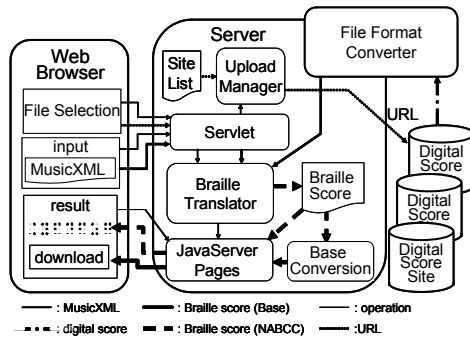 Web
Browser
File Selection
input
MusicXML
result
download
Server
Site
List
Upload
Manager
Servlet
Braille
Translator
Braille
Score
JavaServer
Pages
Base
Conversion
File Format
Converter
URL
Digital
Score
Digital
Score
Digital
Score
Site
: MusicXML
: Braille score (Base)
: operation
: digital score
: Braille score (NABCC)
:URL